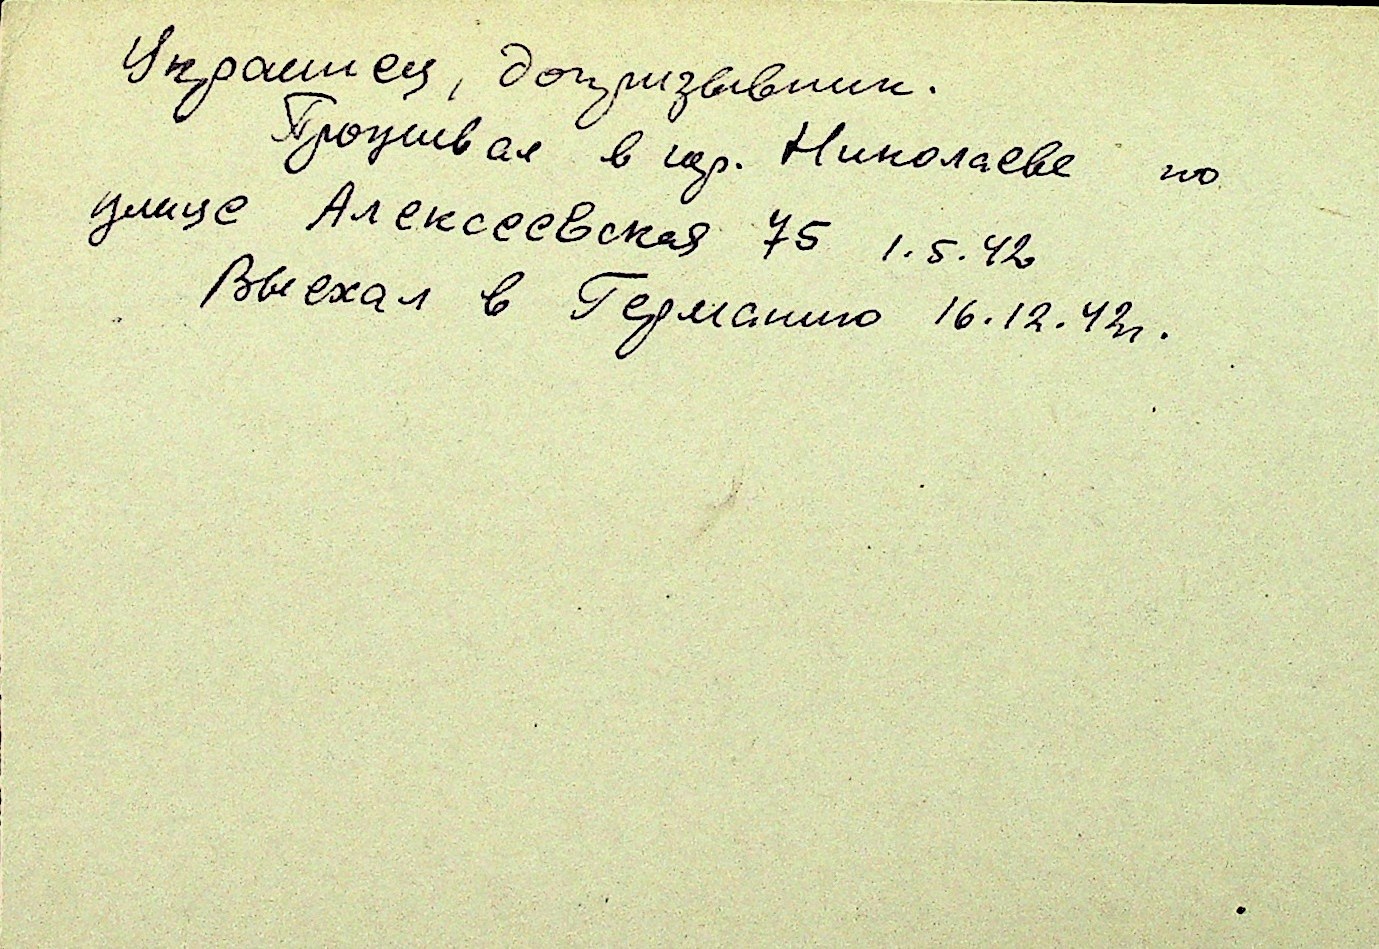 Украинец, допризывник.
Проживал в гор. Николаеве по
улице Алексеевская 75 1.5.42
Выехал в Германию 16.12.42г.